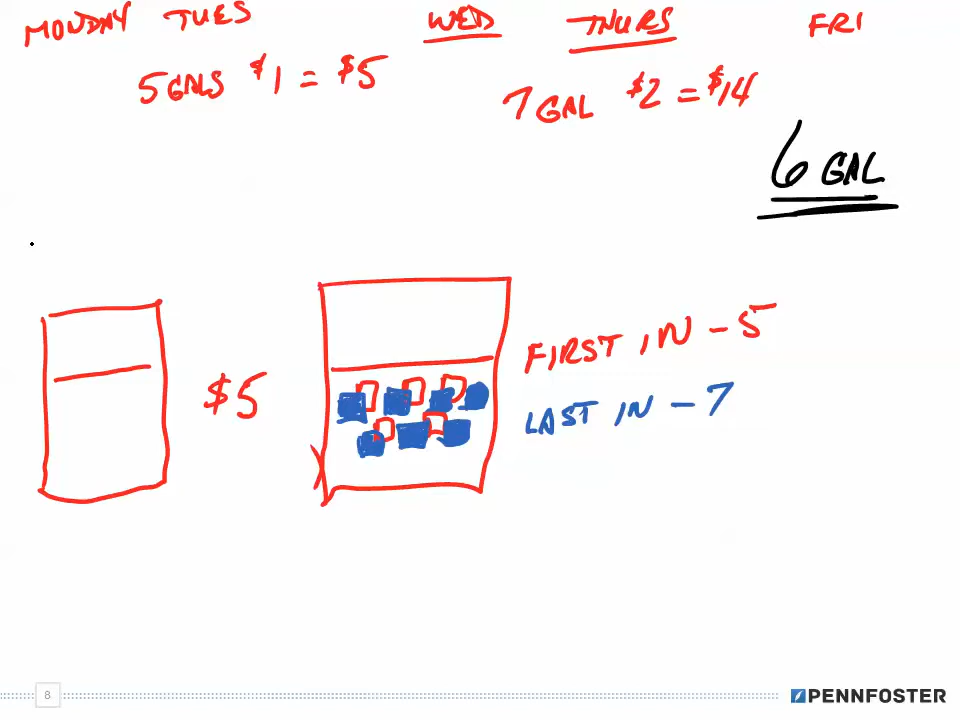 MONDAY TUES WED THURS FRI
5 GALS $1 = $5
7 GAL $2 = $14
6 GAL
FIRST IN - 5
$5
LAST IN - 7
8
PENNFOSTER